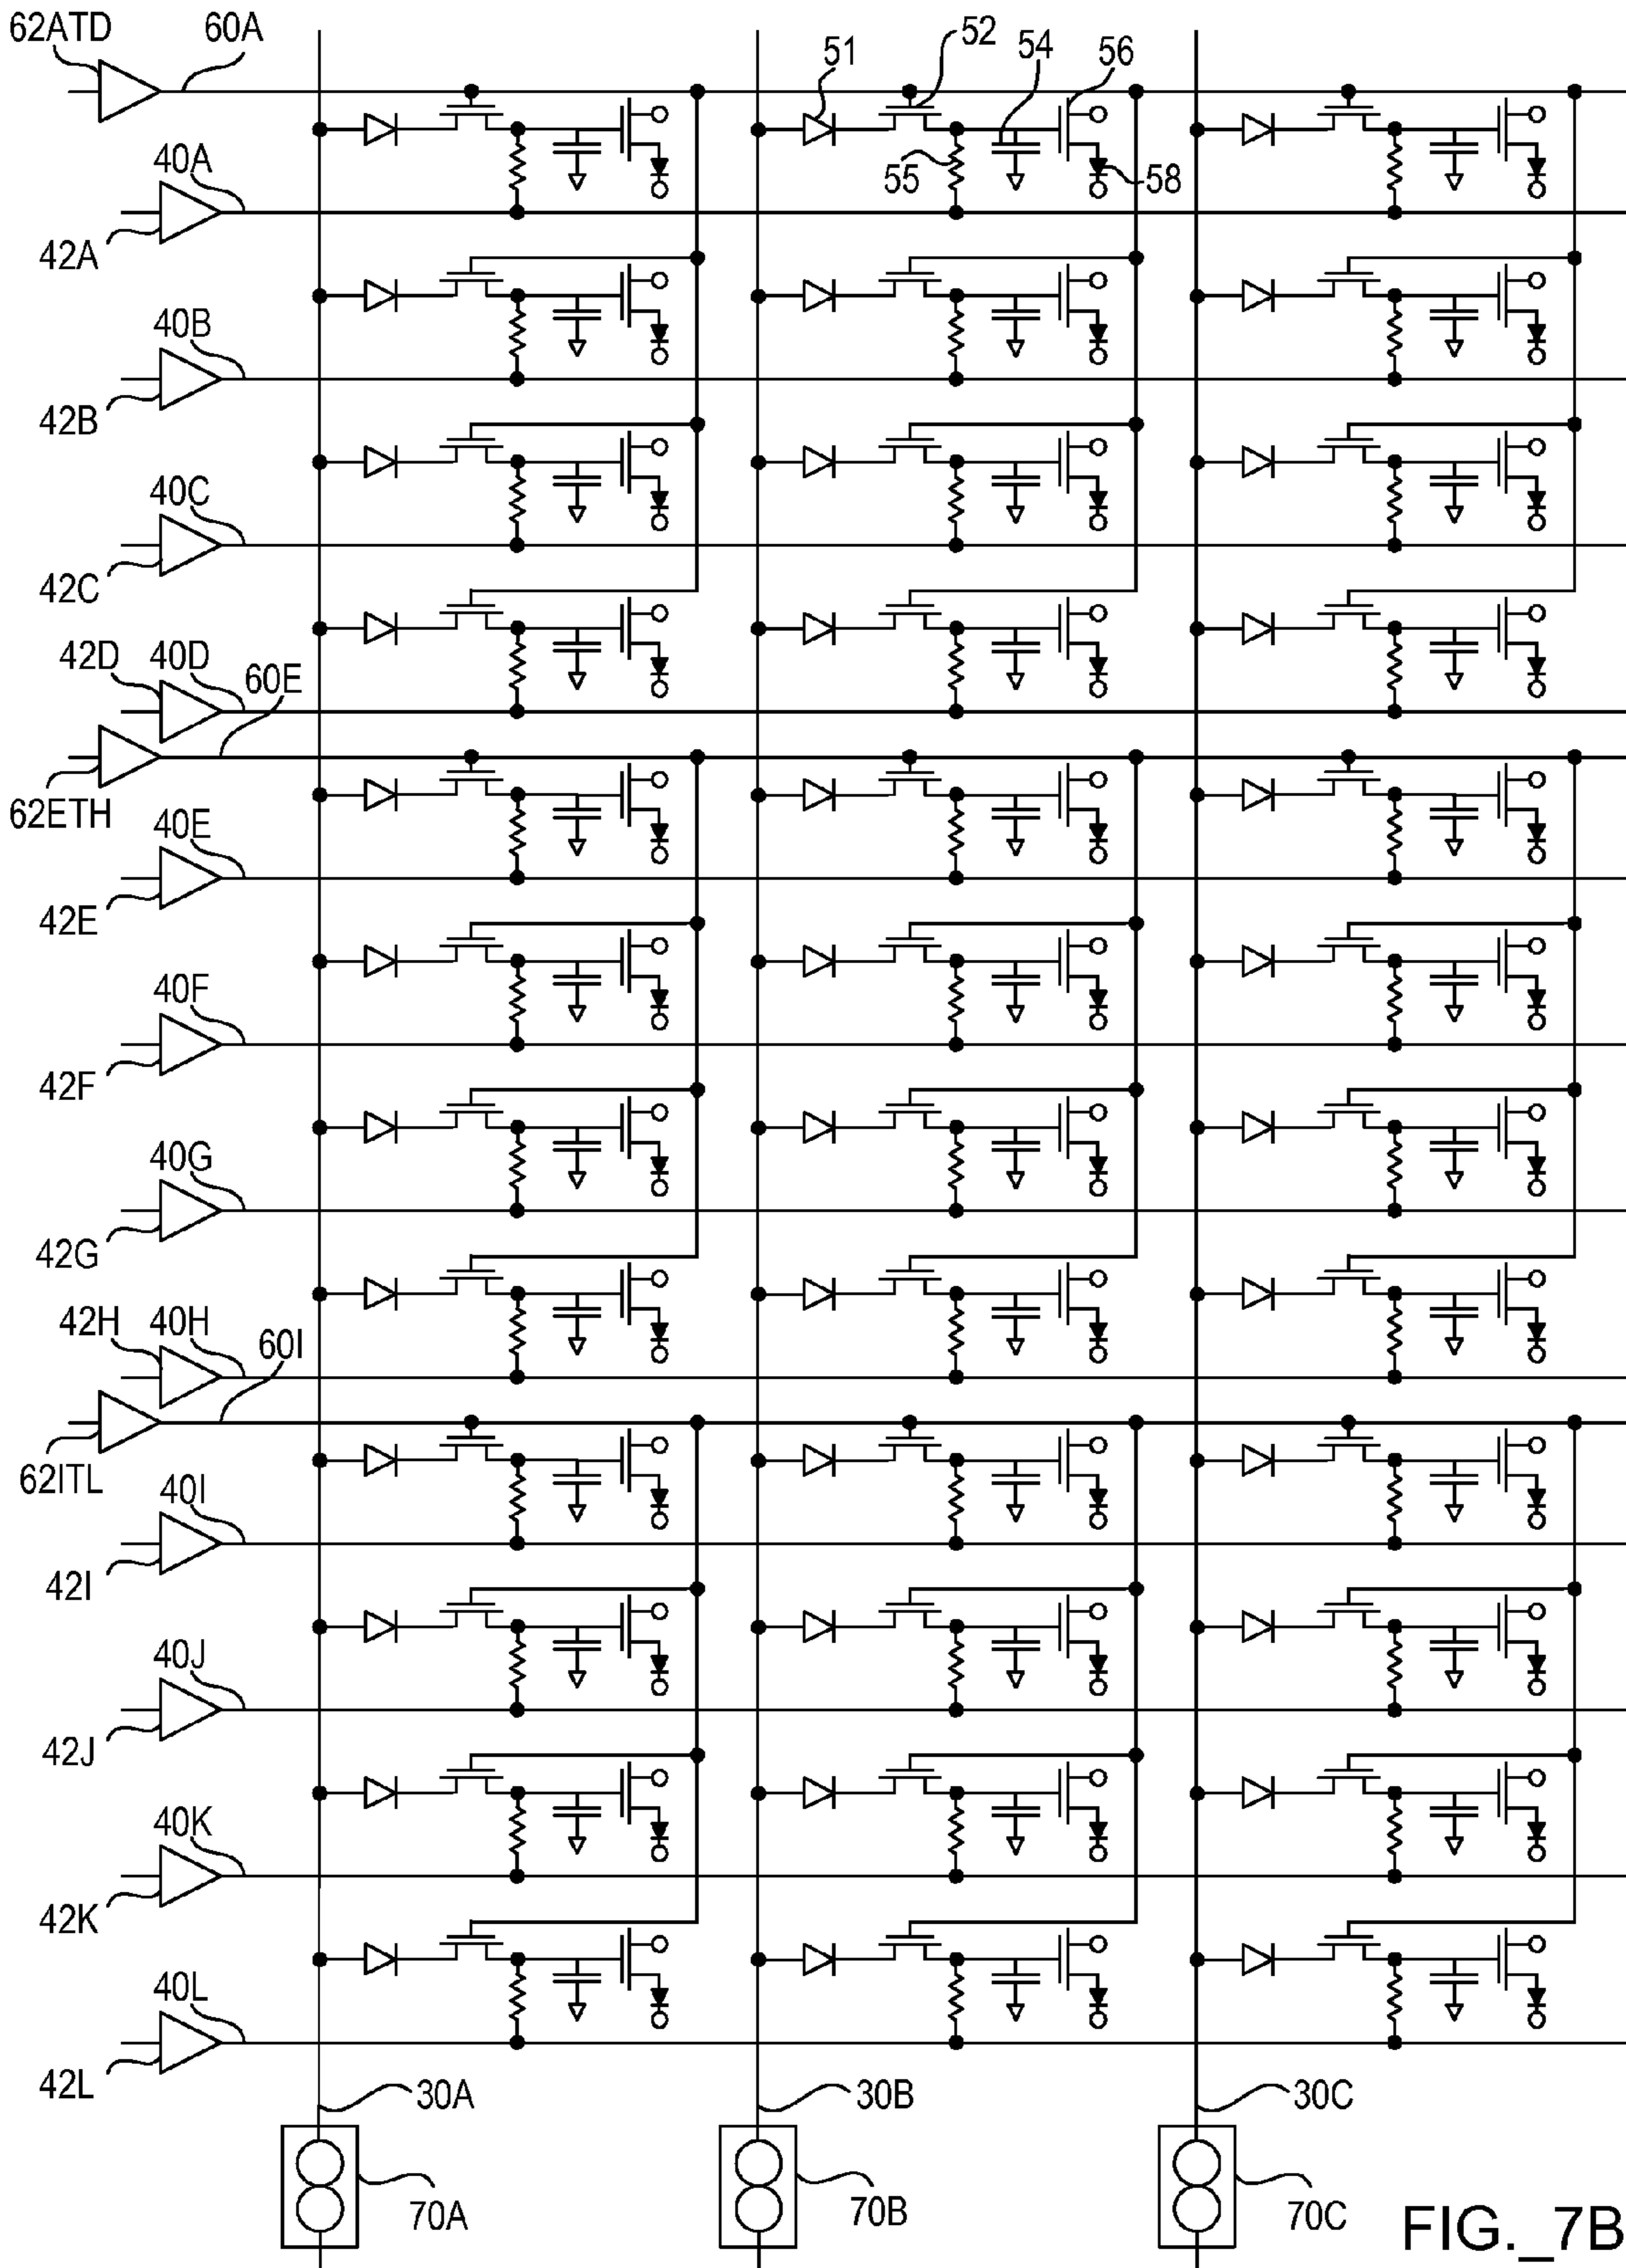 62ATD 60A
51 52 54 56
40A
55 58
42A
40B
42B
40C
42C
42D 40D 60E
62ETH
40E
42E
40F
42F
40G
42G
42H 40H 60I
62ITL
40I
42I
40J
42J
40K
42K
40L
42L
30A 30B 30C
70A 70B 70C
FIG._7B